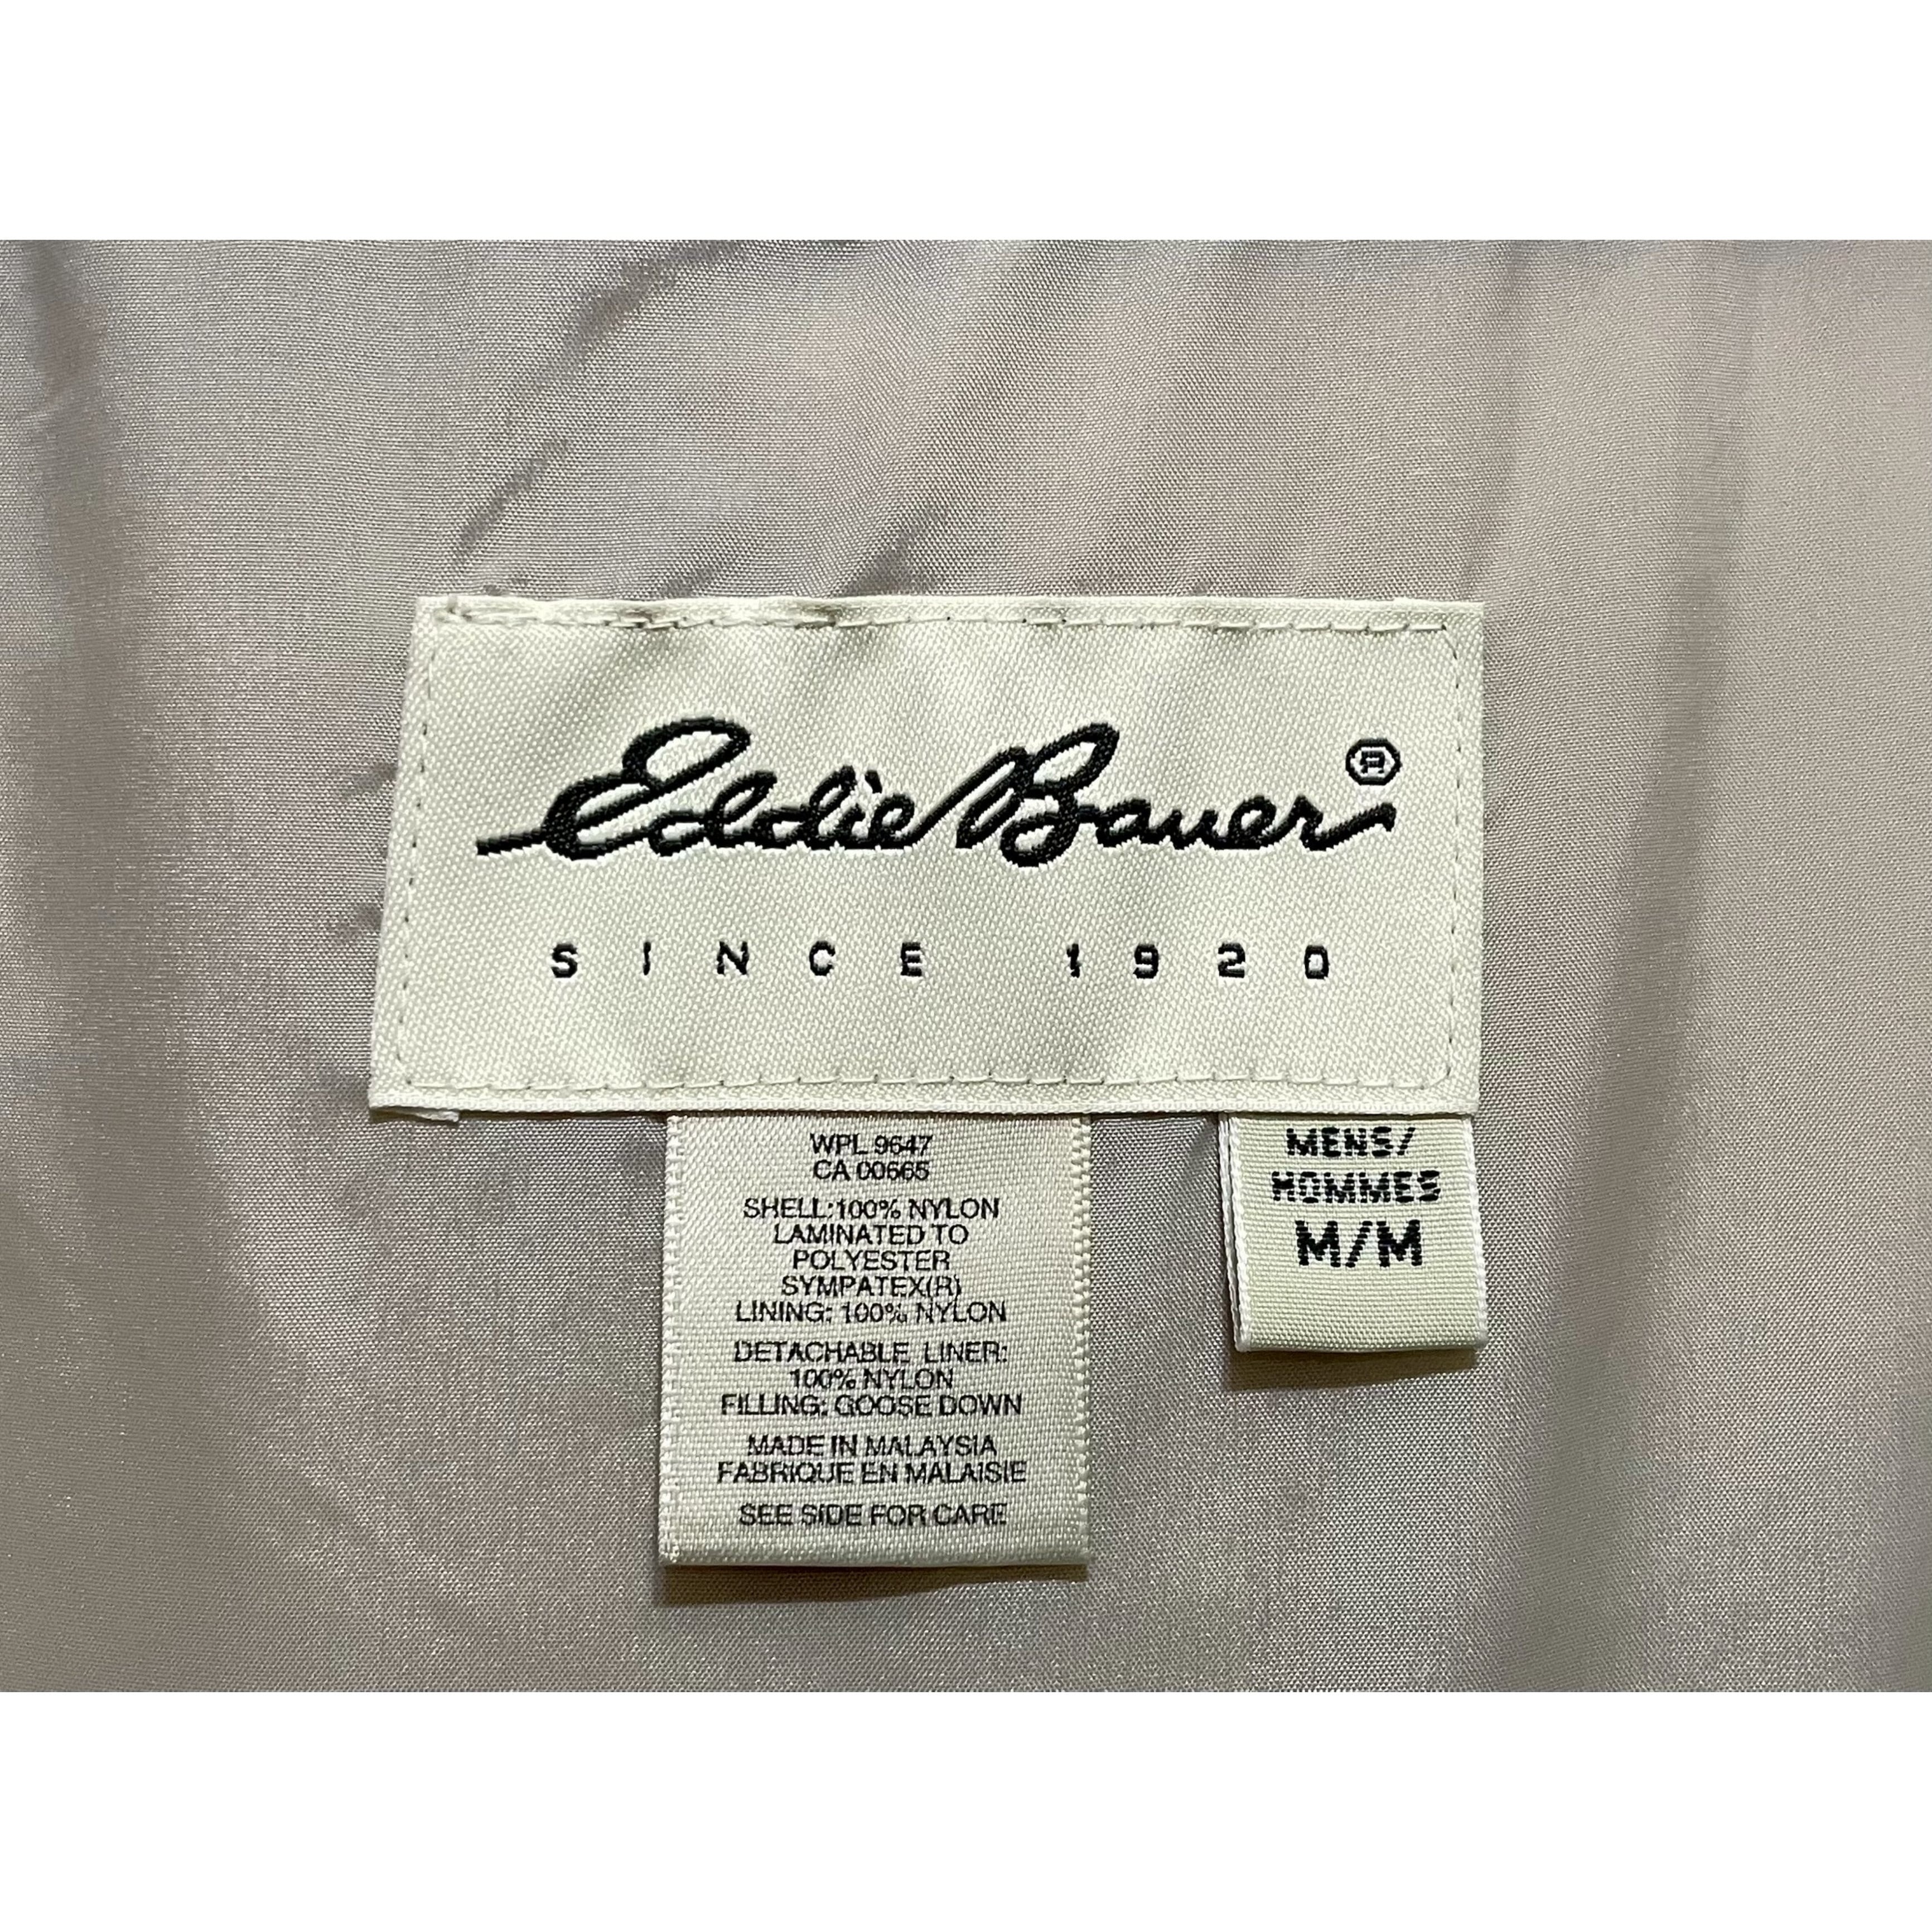 Eddie Bauer®
SINCE 1920
WPL 9647
CA 00665
SHELL:100% NYLON
LAMINATED TO
POLYESTER
SYMPATEX(R)
LINING: 100% NYLON
DETACHABLE LINER:
100% NYLON
FILLING: GOOSE DOWN
MADE IN MALAYSIA
FABRIQUE EN MALAISIE
SEE SIDE FOR CARE
MENS/
HOMMES
M/M